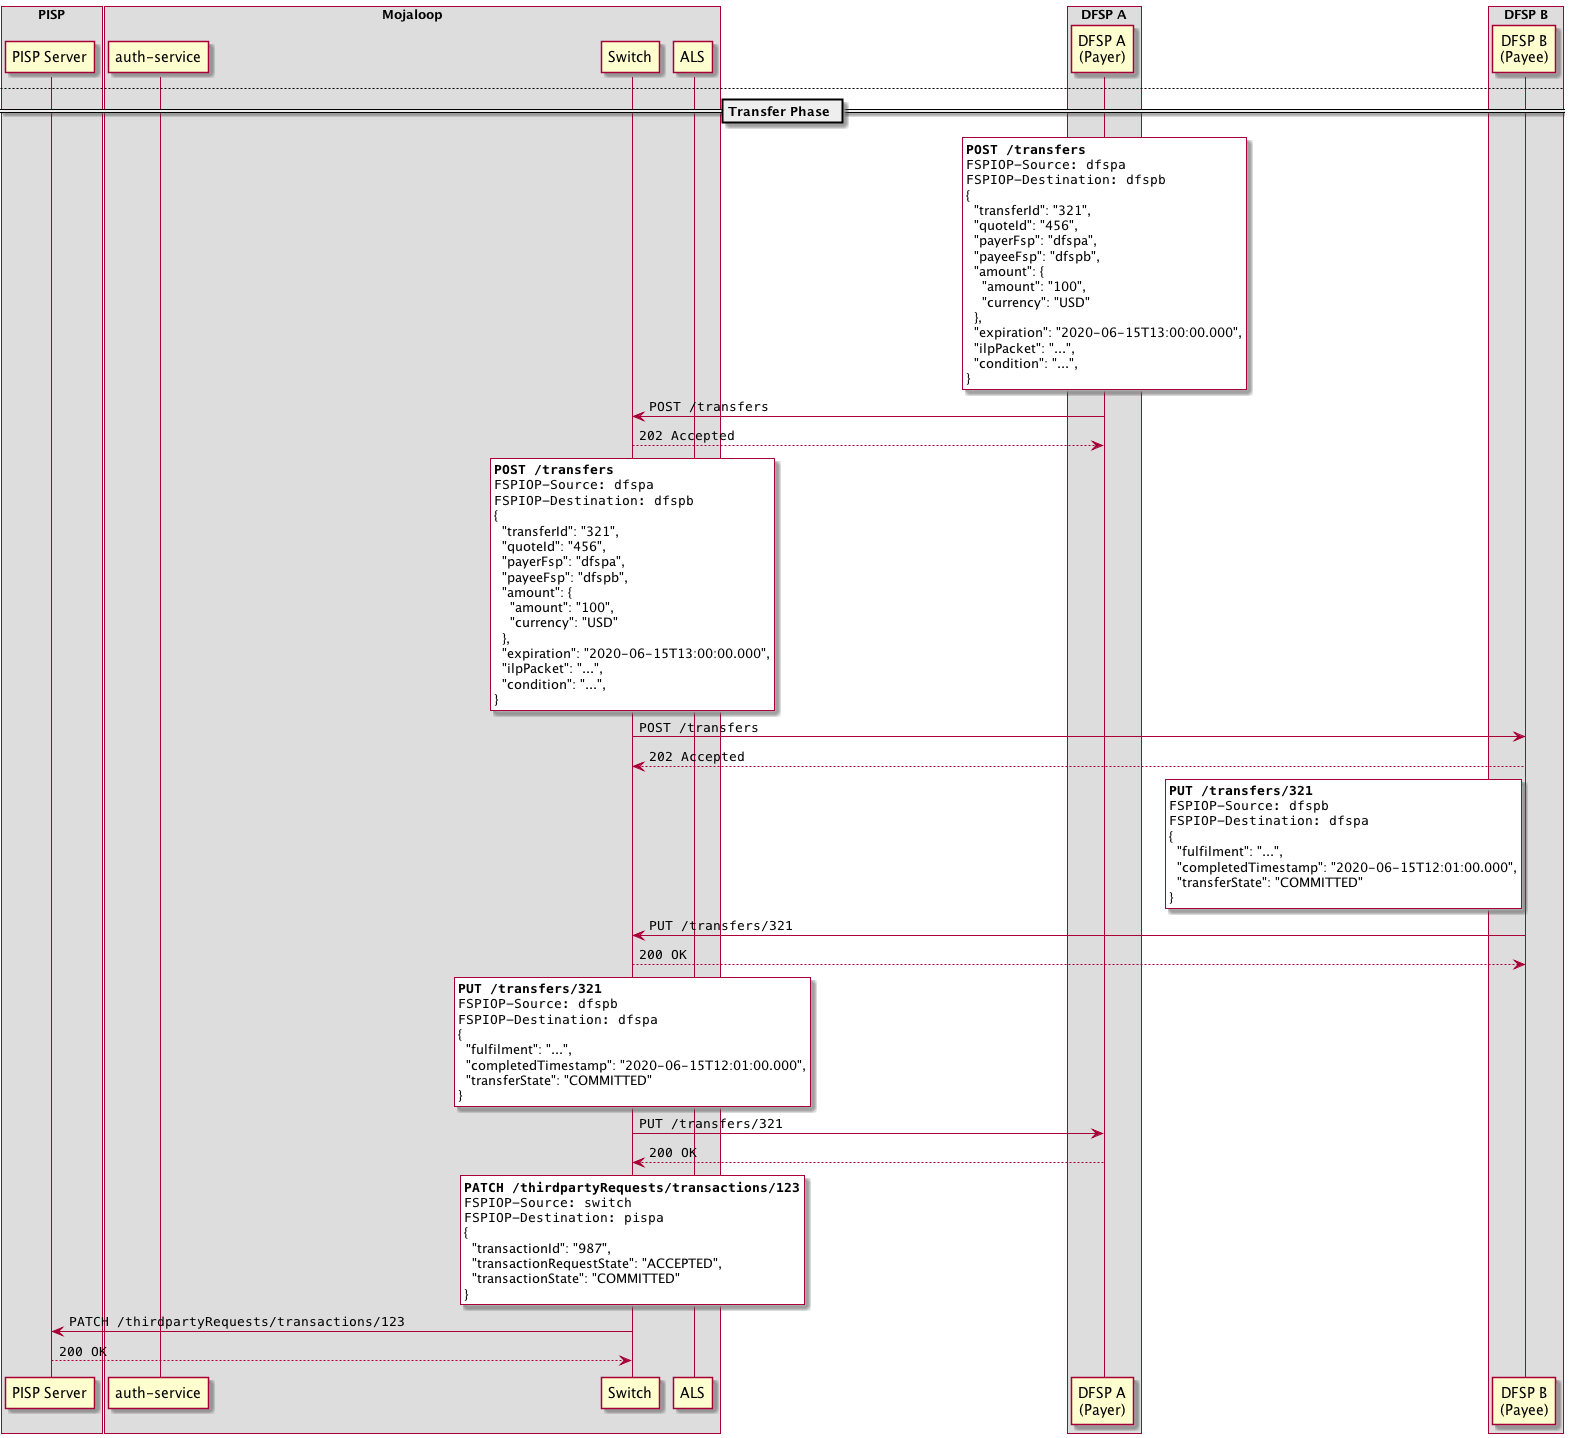 PISP
Mojaloop
DFSP A
DFSP B
PISP Server
auth-service
Switch
ALS
DFSP A
(Payer)
DFSP B
(Payee)
Transfer Phase
POST /transfers
FSPIOP-Source: dfspa
FSPIOP-Destination: dfspb
{
"transferId": "321",
"quoteId": "456",
"payerFsp": "dfspa",
"payeeFsp": "dfspb",
"amount": {
"amount": "100",
"currency": "USD"
},
"expiration": "2020-06-15T13:00:00.000",
"ilpPacket": "...",
"condition": "...",
}
POST /transfers
202 Accepted
POST /transfers
FSPIOP-Source: dfspa
FSPIOP-Destination: dfspb
{
"transferId": "321",
"quoteId": "456",
"payerFsp": "dfspa",
"payeeFsp": "dfspb",
"amount": {
"amount": "100",
"currency": "USD"
},
"expiration": "2020-06-15T13:00:00.000",
"ilpPacket": "...",
"condition": "...",
}
POST /transfers
202 Accepted
PUT /transfers/321
FSPIOP-Source: dfspb
FSPIOP-Destination: dfspa
{
"fulfilment": "...",
"completedTimestamp": "2020-06-15T12:01:00.000",
"transferState": "COMMITTED"
}
PUT /transfers/321
200 OK
PUT /transfers/321
FSPIOP-Source: dfspb
FSPIOP-Destination: dfspa
{
"fulfilment": "...",
"completedTimestamp": "2020-06-15T12:01:00.000",
"transferState": "COMMITTED"
}
PUT /transfers/321
200 OK
PATCH /thirdpartyRequests/transactions/123
FSPIOP-Source: switch
FSPIOP-Destination: pispa
{
"transactionId": "987",
"transactionRequestState": "ACCEPTED",
"transactionState": "COMMITTED"
}
PATCH /thirdpartyRequests/transactions/123
200 OK
PISP Server
auth-service
Switch
ALS
DFSP A
(Payer)
DFSP B
(Payee)